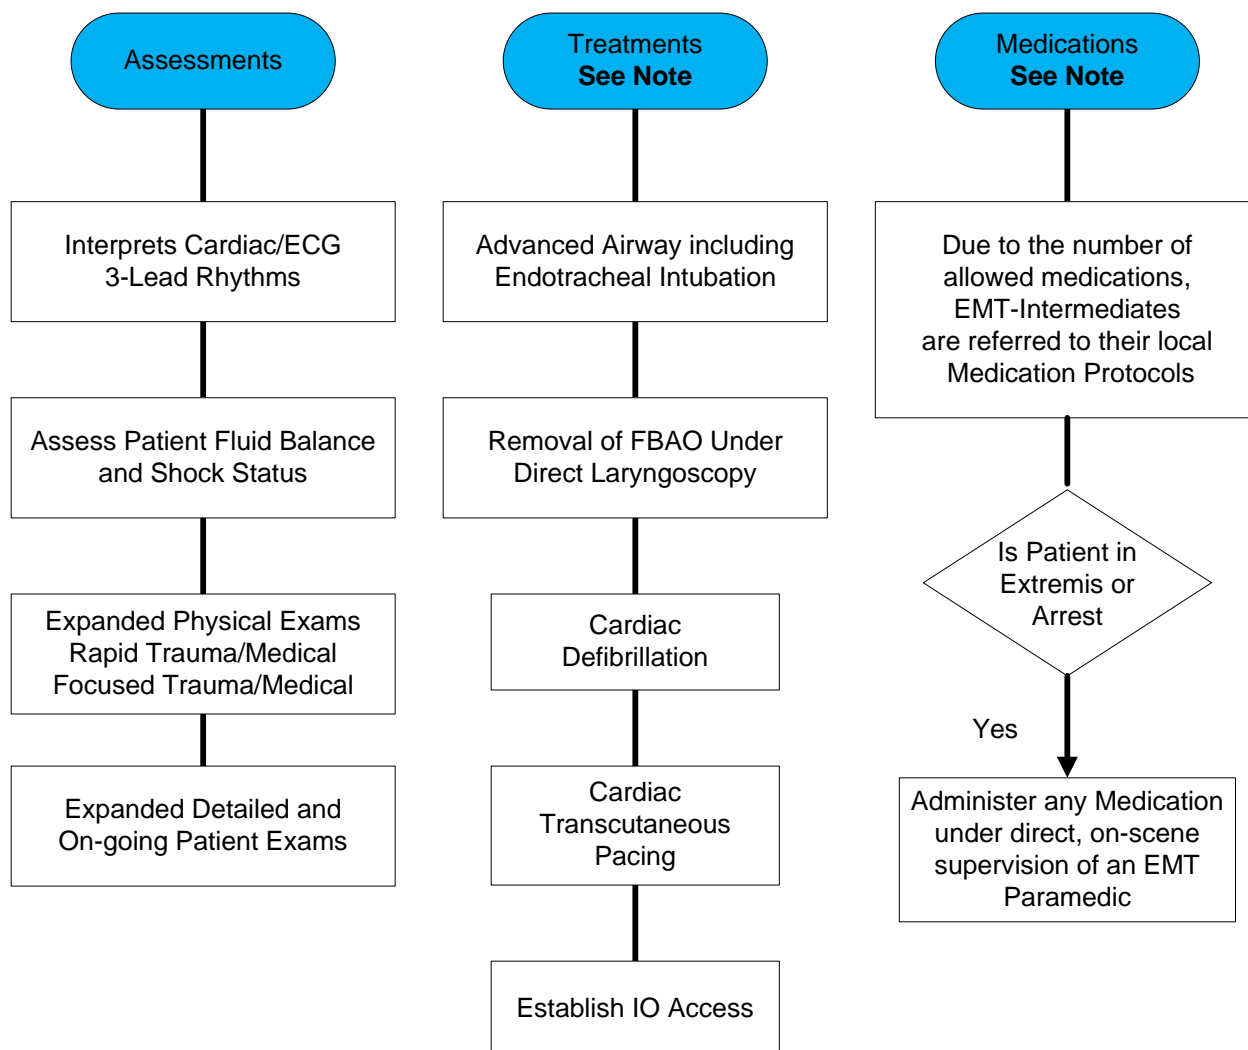 Assessments
Interprets Cardiac/ECG
3-Lead Rhythms
Assess Patient Fluid Balance
and Shock Status
Expanded Physical Exams
Rapid Trauma/Medical
Focused Trauma/Medical
Expanded Detailed and
On-going Patient Exams
Treatments
See Note
Advanced Airway including
Endotracheal Intubation
Removal of FBAO Under
Direct Laryngoscopy
Cardiac
Defibrillation
Cardiac
Transcutaneous
Pacing
Establish IO Access
Medications
See Note
Due to the number of
allowed medications,
EMT-Intermediates
are referred to their local
Medication Protocols
Is Patient in
Extremis or
Arrest
Yes
Administer any Medication
under direct, on-scene
supervision of an EMT
Paramedic